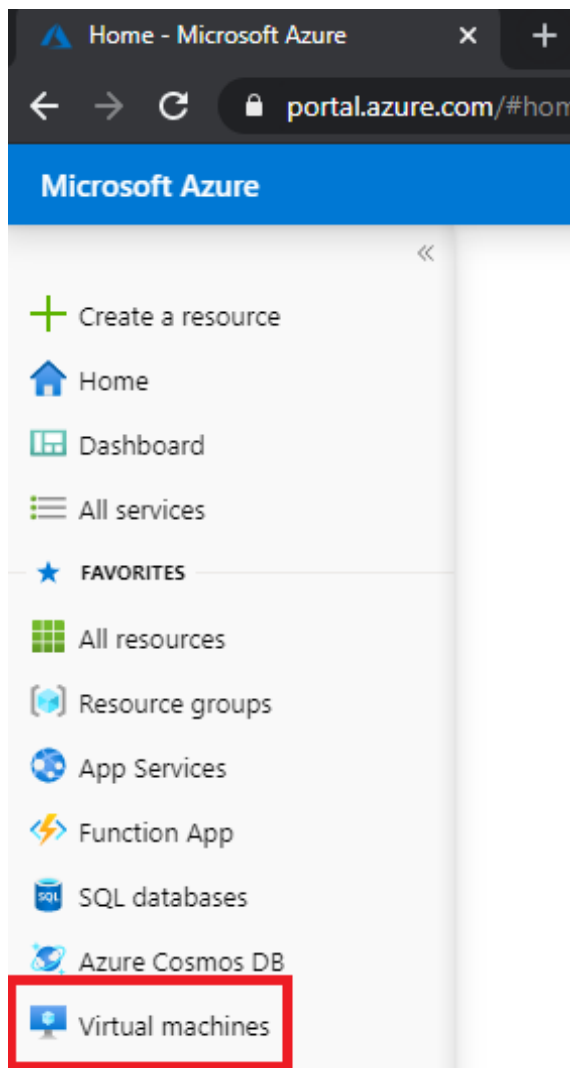 Home - Microsoft Azure
portal.azure.com/#hom
Microsoft Azure
Create a resource
Home
Dashboard
All services
FAVORITES
All resources
Resource groups
App Services
Function App
SQL
SQL databases
Azure Cosmos DB
Virtual machines